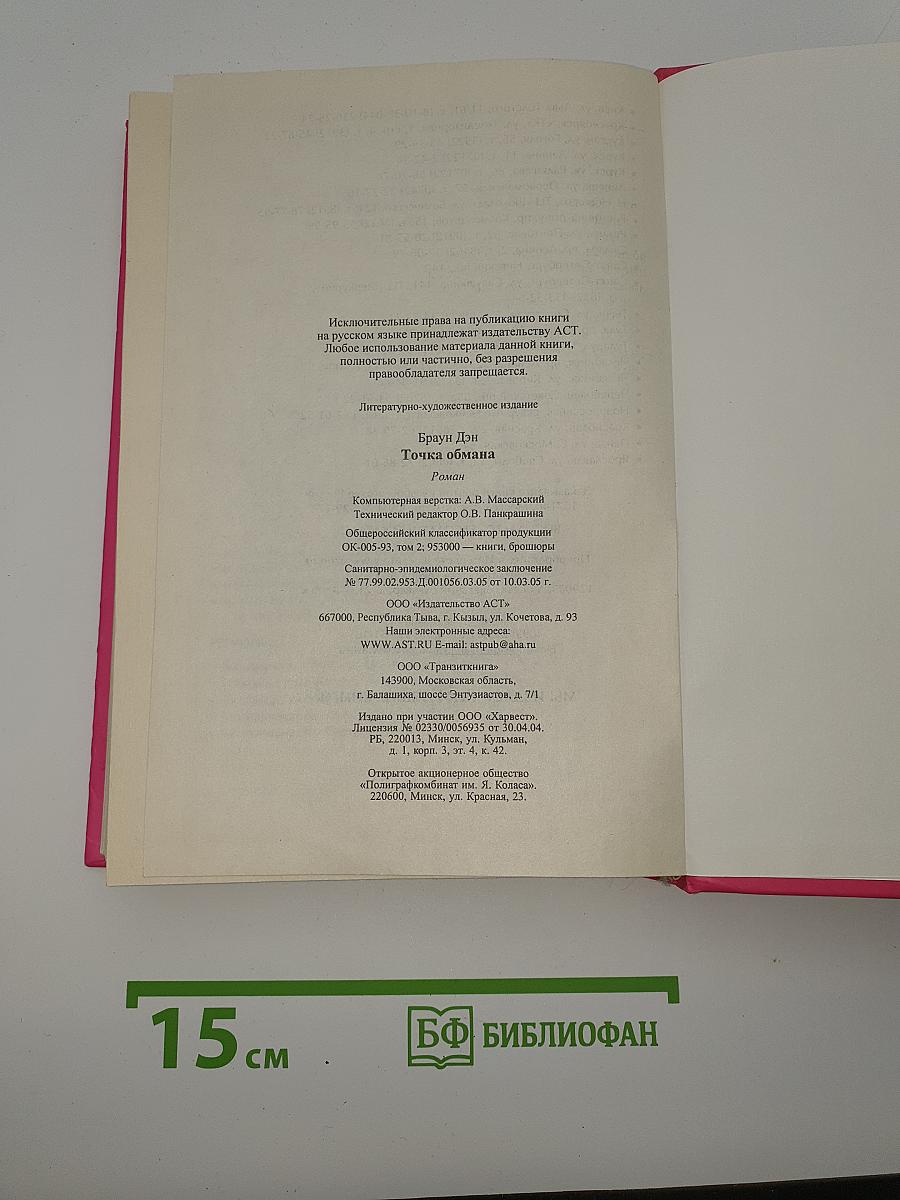 Исключительные права на публикацию книги
на русском языке принадлежат издательству АСТ.
Любое использование материала данной книги,
полностью или частично, без разрешения
правообладателя запрещается.
Литературно-художественное издание
Браун Дэн
Точка обмана
Роман
Компьютерная верстка: А.В. Массарский
Технический редактор О.В. Панкрашина
Общероссийский классификатор продукции
ОК-005-93, том 2; 953000 — книги, брошюры
Санитарно-эпидемиологическое заключение
№ 77.99.02.953.Д.001056.03.05 от 10.03.05 г.
ООО «Издательство АСТ»
667000, Республика Тыва, г. Кызыл, ул. Кочетова, д. 93
Наши электронные адреса:
WWW.AST.RU E-mail: astpub@aha.ru
ООО «Транзиткнига»
143900, Московская область,
г. Балашиха, шоссе Энтузиастов, д. 7/1
Издано при участии ООО «Харвест».
Лицензия № 02330/0056935 от 30.04.04.
РБ, 220013, Минск, ул. Кульман,
д. 1, корп. 3, эт. 4, к. 42.
Открытое акционерное общество
«Полиграфкомбинат им. Я. Коласа».
220600, Минск, ул. Красная, 23.
15 см
БФ БИБЛИОФАН